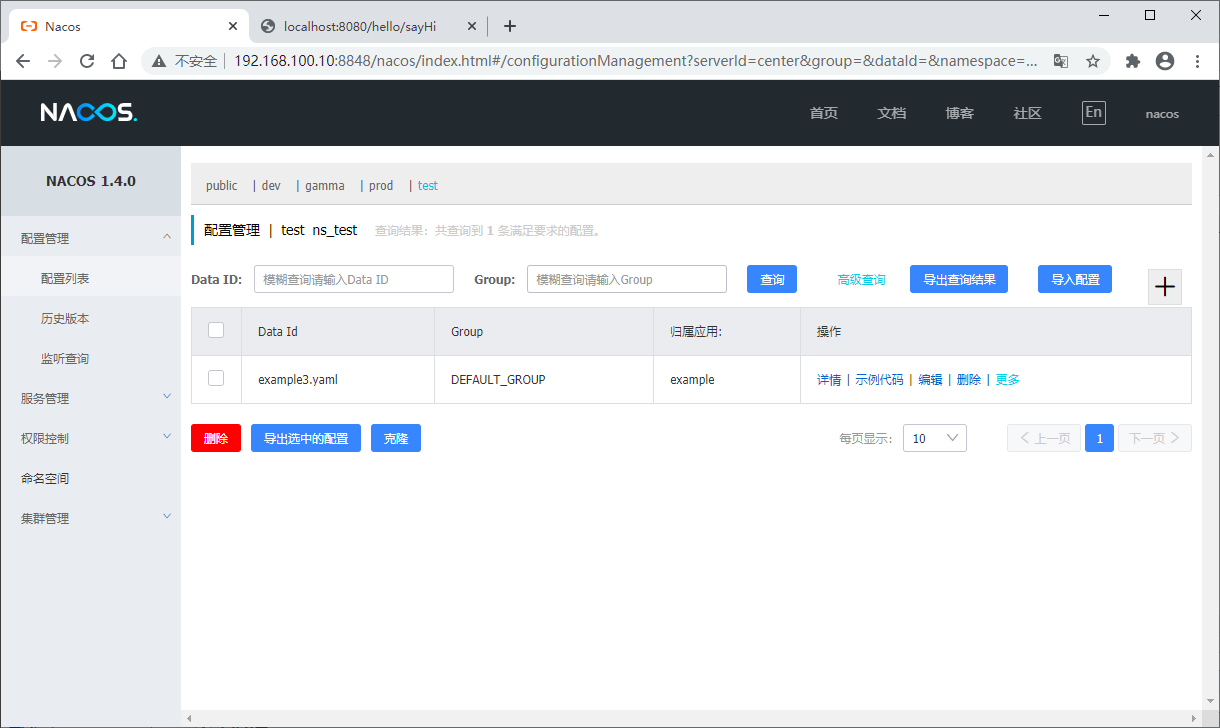 Nacos
localhost:8080/hello/sayHi
不安全 192.168.100.10:8848/nacos/index.html#/configurationManagement?serverId=center&group=&dataId=&namespace=...
NACOS.
首页 文档 博客 社区 En nacos
NACOS 1.4.0
配置管理
配置列表
历史版本
监听查询
服务管理
权限控制
命名空间
集群管理
public | dev | gamma | prod | test
配置管理 | test ns_test 查询结果：共查询到 1 条满足要求的配置。
Data ID: 模糊查询请输入Data ID Group: 模糊查询请输入Group 查询 高级查询 导出查询结果 导入配置
Data Id Group 归属应用: 操作
example3.yaml DEFAULT_GROUP example 详情 | 示例代码 | 编辑 | 删除 | 更多
删除 导出选中的配置 克隆 每页显示: 10 上一页 1 下一页